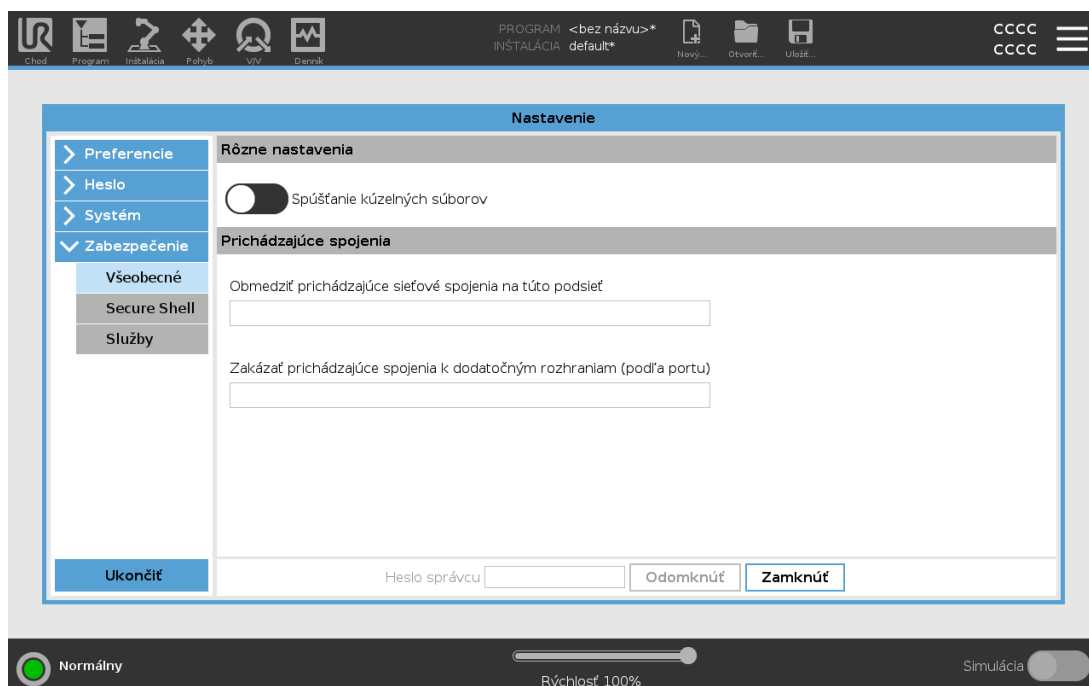 UR
PROGRAM <bez názvu>*
INŠTALÁCIA default*
Chod Program Inštalácia Pohyb V/V Denník
Nový... Otvoriť... Uložiť...
CCCC
CCCC
Nastavenie
Preferencie
Heslo
Systém
Zabezpečenie
Všeobecné
Secure Shell
Služby
Ukončiť
Rôzne nastavenia
Spúšťanie kúzelných súborov
Prichádzajúce spojenia
Obmedziť prichádzajúce sieťové spojenia na túto podsieť
Zakázať prichádzajúce spojenia k dodatočným rozhraniam (podľa portu)
Heslo správcu Odomknúť Zamknúť
Normálny
Rýchlosť 100%
Simulácia